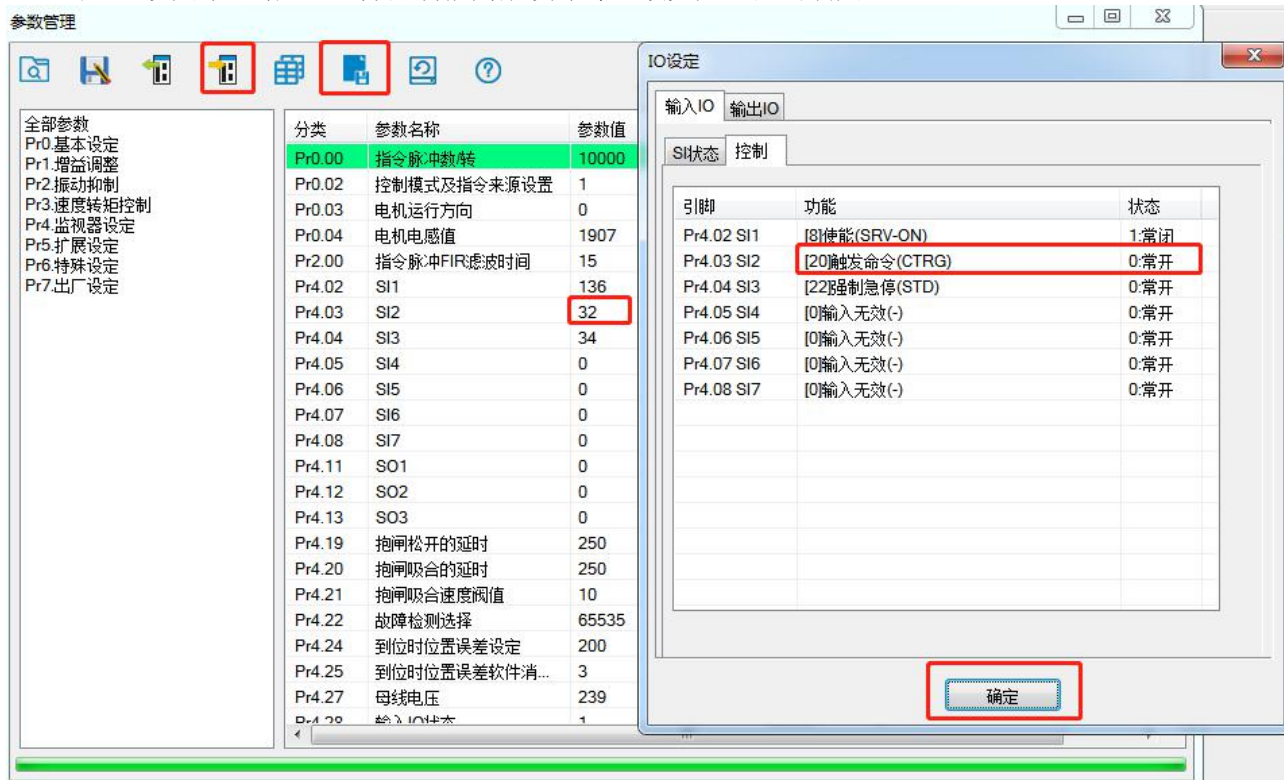 参数管理
全部参数
Pr0.基本设定
Pr1.增益调整
Pr2.振动抑制
Pr3.速度转矩控制
Pr4.监视器设定
Pr5.扩展设定
Pr6.特殊设定
Pr7.出厂设定
分类 参数名称 参数值
Pr0.00 指令脉冲数/转 10000
Pr0.02 控制模式及指令来源设置 1
Pr0.03 电机运行方向 0
Pr0.04 电机电感值 1907
Pr2.00 指令脉冲FIR滤波时间 15
Pr4.02 SI1 136
Pr4.03 SI2 32
Pr4.04 SI3 34
Pr4.05 SI4 0
Pr4.06 SI5 0
Pr4.07 SI6 0
Pr4.08 SI7 0
Pr4.11 SO1 0
Pr4.12 SO2 0
Pr4.13 SO3 0
Pr4.19 抱闸松开的延时 250
Pr4.20 抱闸吸合的延时 250
Pr4.21 抱闸吸合速度阀值 10
Pr4.22 故障检测选择 65535
Pr4.24 到位时位置误差设定 200
Pr4.25 到位时位置误差软件消... 3
Pr4.27 母线电压 239
Pr4.28 输入IO状态 1
IO设定
输入IO 输出IO
SI状态 控制
引脚 功能 状态
Pr4.02 SI1 [8]使能(SRV-ON) 1:常闭
Pr4.03 SI2 [20]触发命令(CTRG) 0:常开
Pr4.04 SI3 [22]强制急停(STD) 0:常开
Pr4.05 SI4 [0]输入无效(-) 0:常开
Pr4.06 SI5 [0]输入无效(-) 0:常开
Pr4.07 SI6 [0]输入无效(-) 0:常开
Pr4.08 SI7 [0]输入无效(-) 0:常开
确定